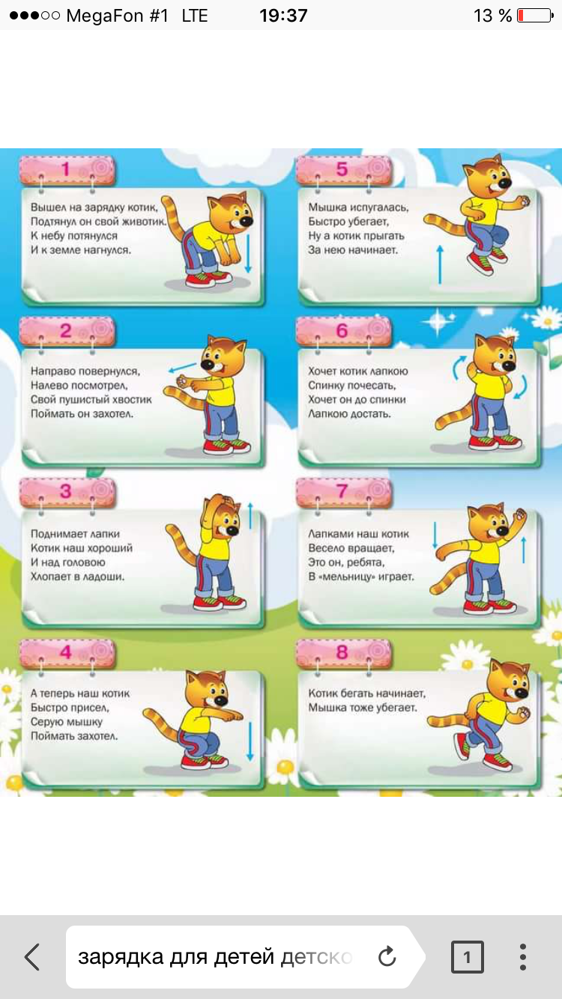 MegaFon #1 LTE 19:37 13 %
1
Вышел на зарядку котик,
Подтянул он свой животик.
К небу потянулся
И к земле нагнулся.
2
Направо повернулся,
Налево посмотрел,
Свой пушистый хвостик
Поймать он захотел.
3
Поднимает лапки
Котик наш хороший
И над головою
Хлопает в ладоши.
4
А теперь наш котик
Быстро присел,
Серую мышку
Поймать захотел.
5
Мышка испугалась,
Быстро убегает,
Ну а котик прыгать
За нею начинает.
6
Хочет котик лапкою
Спинку почесать,
Хочет он до спинки
Лапкою достать.
7
Лапками наш котик
Весело вращает,
Это он, ребята,
В «мельницу» играет.
8
Котик бегать начинает,
Мышка тоже убегает.
зарядка для детей детско
1